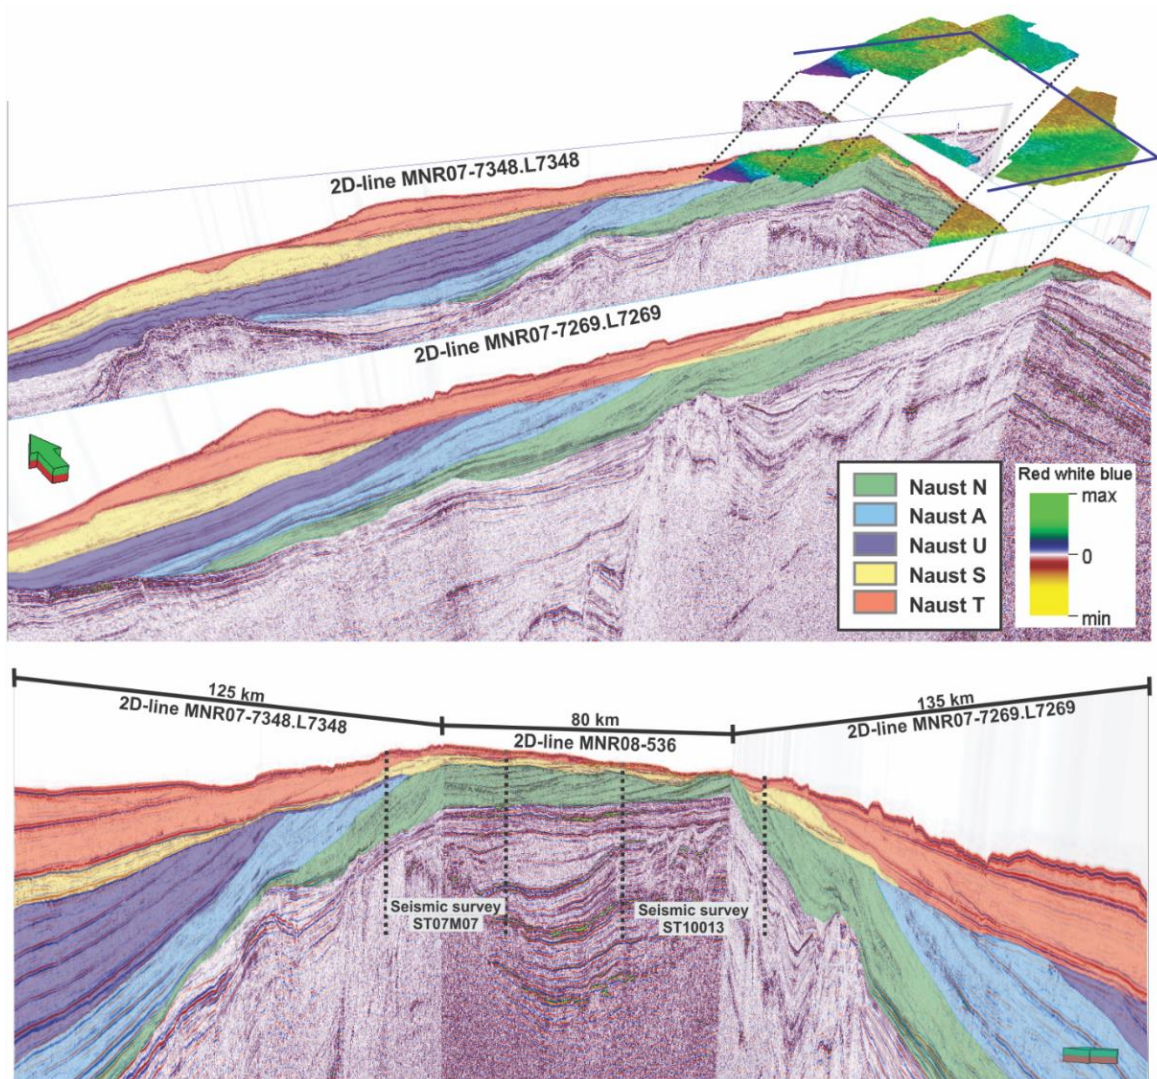 2D-line MNR07-7348.L7348
2D-line MNR07-7269.L7269
Naust N
Naust A
Naust U
Naust S
Naust T
Red white blue
max
0
min
125 km
2D-line MNR07-7348.L7348
80 km
2D-line MNR08-536
135 km
2D-line MNR07-7269.L7269
Seismic survey
ST07M07
Seismic survey
ST10013